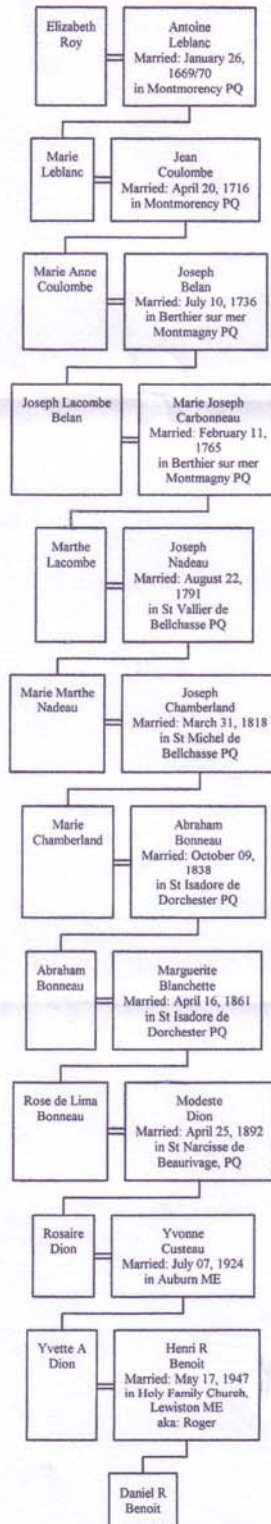 Elizabeth
Roy
Antoine
Leblanc
Married: January 26,
1669/70
in Montmorency PQ
Marie
Leblanc
Jean
Coulombe
Married: April 20, 1716
in Montmorency PQ
Marie Anne
Coulombe
Joseph
Belan
Married: July 10, 1736
in Berthier sur mer
Montmagny PQ
Joseph Lacombe
Belan
Marie Joseph
Carbonneau
Married: February 11,
1765
in Berthier sur mer
Montmagny PQ
Marthe
Lacombe
Joseph
Nadeau
Married: August 22,
1791
in St Vallier de
Bellchasse PQ
Marie Marthe
Nadeau
Joseph
Chamberland
Married: March 31, 1818
in St Michel de
Bellchasse PQ
Marie
Chamberland
Abraham
Bonneau
Married: October 09,
1838
in St Isadore de
Dorchester PQ
Abraham
Bonneau
Marguerite
Blanchette
Married: April 16, 1861
in St Isadore de
Dorchester PQ
Rose de Lima
Bonneau
Modeste
Dion
Married: April 25, 1892
in St Narcisse de
Beaurivage, PQ
Rosaire
Dion
Yvonne
Custeau
Married: July 07, 1924
in Auburn ME
Yvette A
Dion
Henri R
Benoit
Married: May 17, 1947
in Holy Family Church,
Lewiston ME
aka: Roger
Daniel R
Benoit